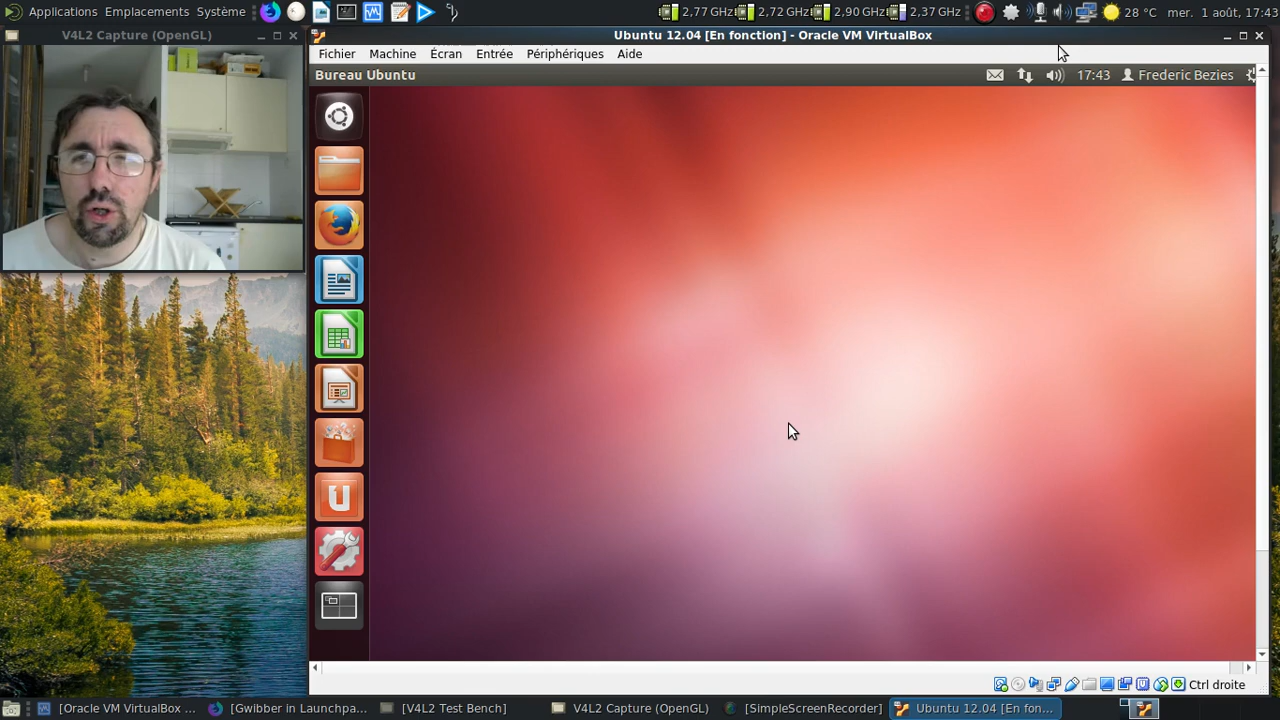 Applications Emplacements Système 2,77 GHz 2,72 GHz 2,90 GHz 2,37 GHz 28 °C mer. 1 août, 17:43
V4L2 Capture (OpenGL)
Ubuntu 12.04 [En fonction] - Oracle VM VirtualBox
Fichier Machine Écran Entrée Périphériques Aide
Bureau Ubuntu 17:43 Frederic Bezies
Ctrl droite
[Oracle VM VirtualBox ... [Gwibber in Launchpa... [V4L2 Test Bench] V4L2 Capture (OpenGL) [SimpleScreenRecorder] Ubuntu 12.04 [En fon...